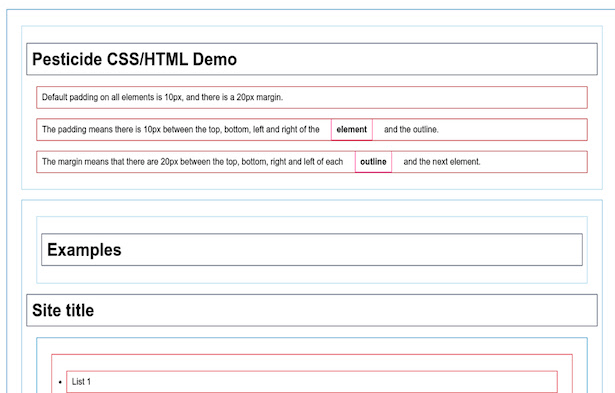 Pesticide CSS/HTML Demo
Default padding on all elements is 10px, and there is a 20px margin.
The padding means there is 10px between the top, bottom, left and right of the element and the outline.
The margin means that there are 20px between the top, bottom, right and left of each outline and the next element.
Examples
Site title
• List 1